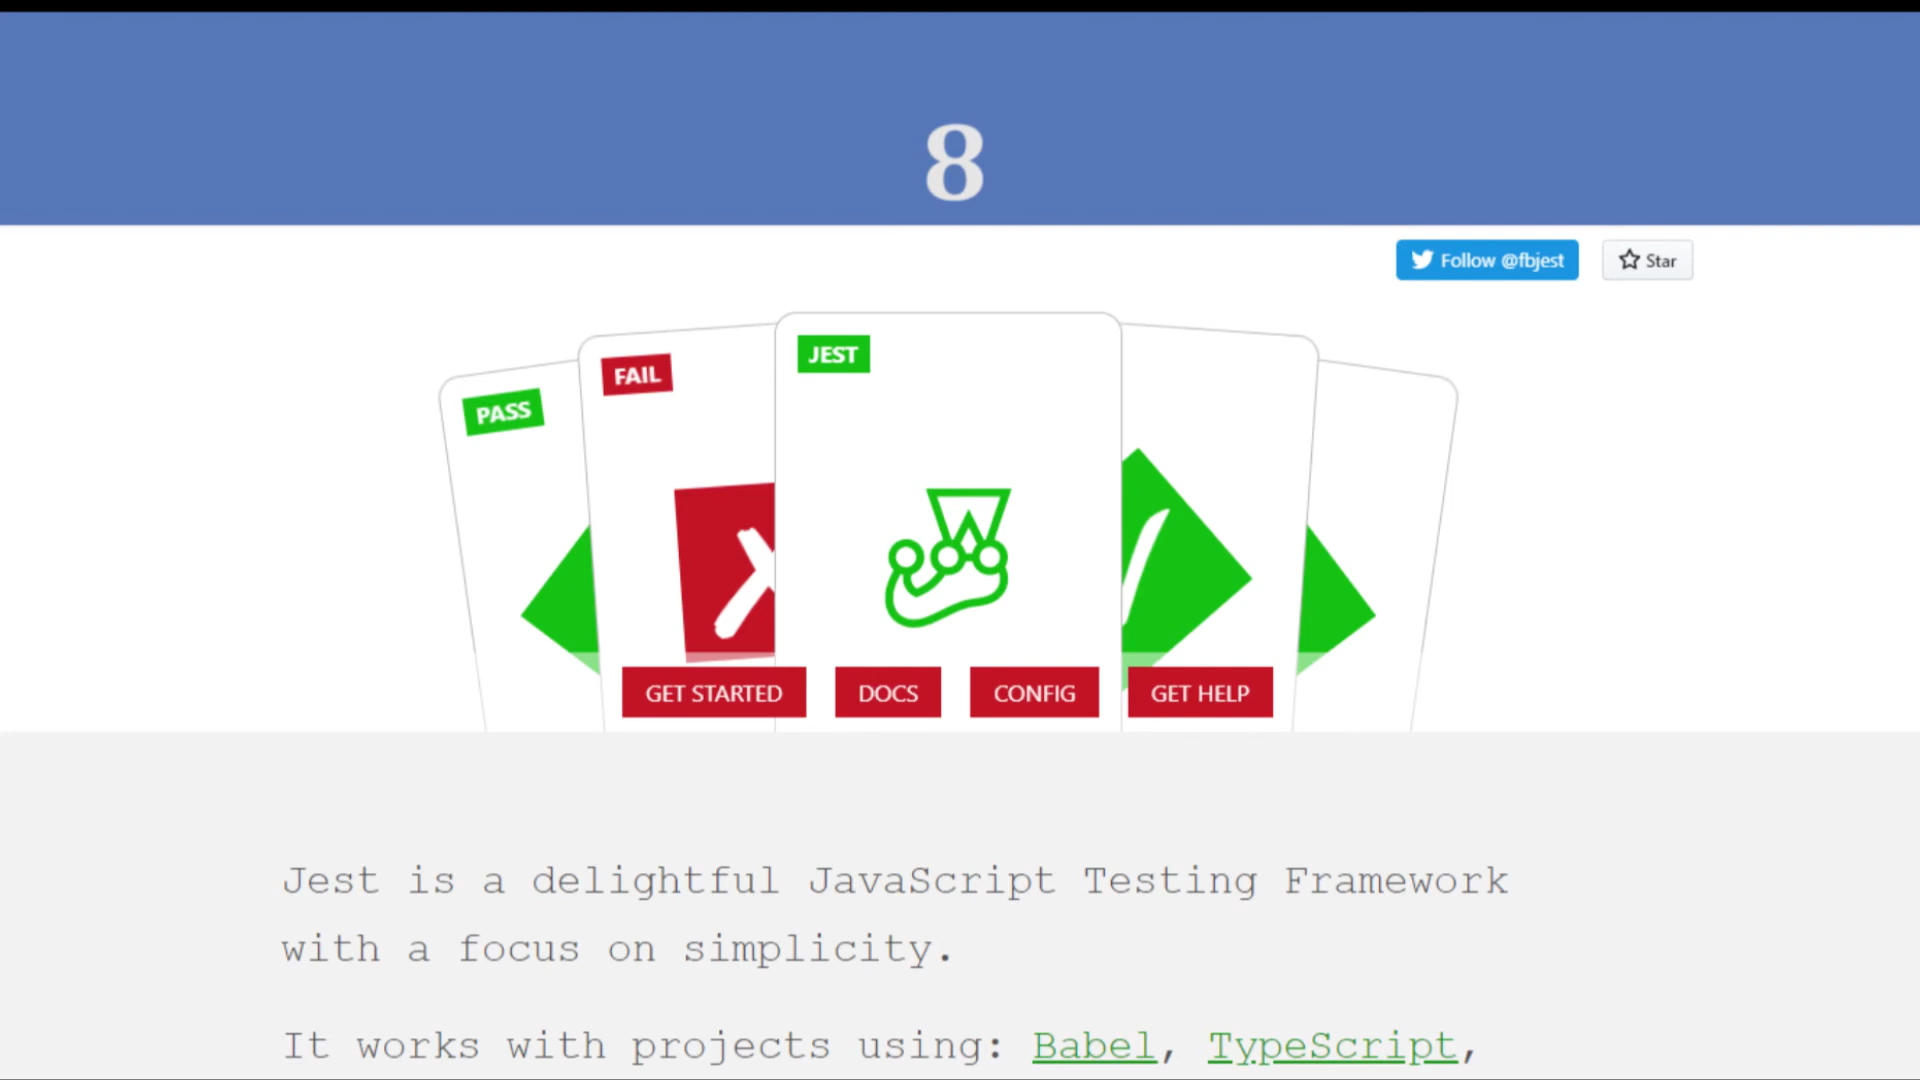 8
Follow @fbjest
Star
PASS
FAIL
JEST
GET STARTED
DOCS
CONFIG
GET HELP
Jest is a delightful JavaScript Testing Framework
with a focus on simplicity.
It works with projects using: Babel, TypeScript,